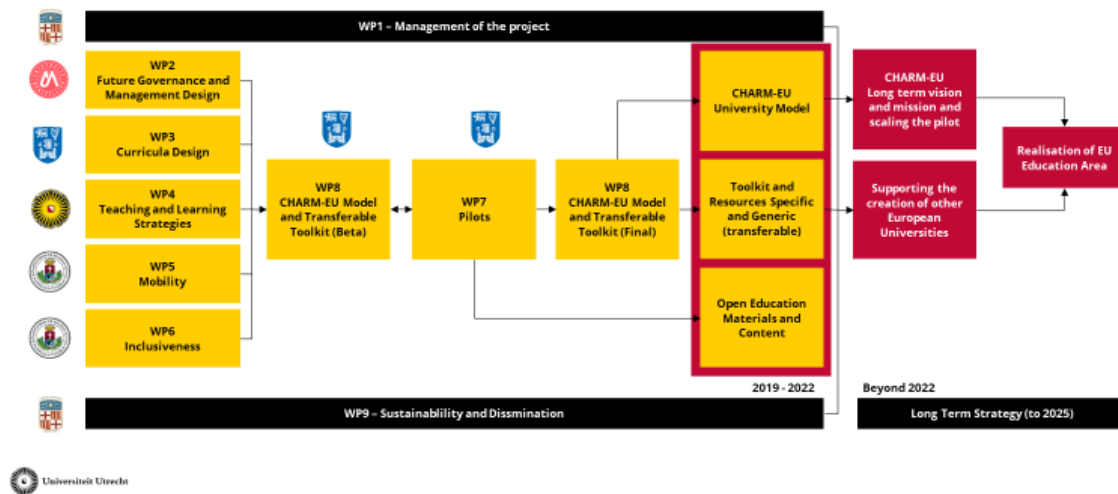 WP1 – Management of the project
WP2
Future Governance and
Management Design
WP3
Curricula Design
WP4
Teaching and Learning
Strategies
WP5
Mobility
WP6
Inclusiveness
WP8
CHARM-EU Model
and Transferable
Toolkit (Beta)
WP7
Pilots
WP8
CHARM-EU Model
and Transferable
Toolkit (Final)
CHARM-EU
University Model
Toolkit and
Resources Specific
and Generic
(transferable)
Open Education
Materials and
Content
CHARM-EU
Long term vision
and mission and
scaling the pilot
Supporting the
creation of other
European
Universities
Realisation of EU
Education Area
2019 - 2022
Beyond 2022
WP9 – Sustainablility and Dissmination
Long Term Strategy (to 2025)
Universiteit Utrecht